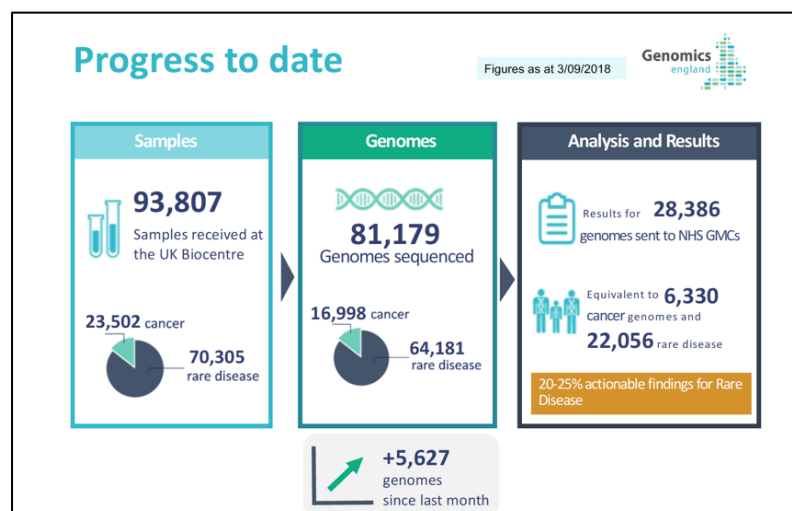 Progress to date
Figures as at 3/09/2018
Genomics
england
Samples
93,807
Samples received at
the UK Biocentre
23,502 cancer
70,305
rare disease
Genomes
81,179
Genomes sequenced
16,998 cancer
64,181
rare disease
+5,627
genomes
since last month
Analysis and Results
Results for 28,386
genomes sent to NHS GMCs
Equivalent to 6,330
cancer genomes and
22,056 rare disease
20-25% actionable findings for Rare
Disease